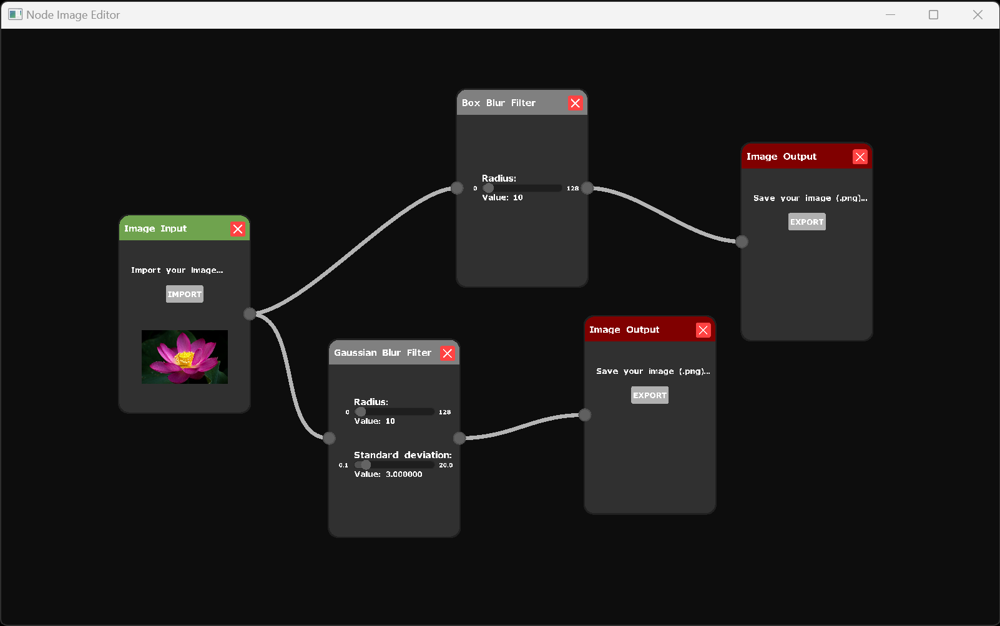 Node Image Editor
Box Blur Filter
Radius:
0 128
Value: 10
Image Output
Save your image (.png)...
EXPORT
Image Input
Import your image...
IMPORT
Gaussian Blur Filter
Radius:
0 128
Value: 10
Standard deviation:
0.1 20.0
Value: 3.000000
Image Output
Save your image (.png)...
EXPORT